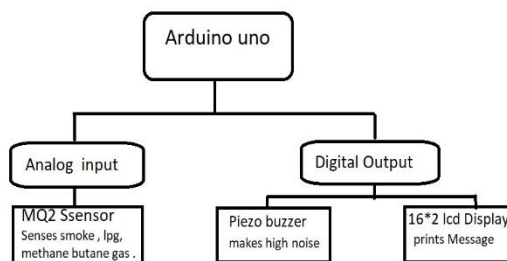 Arduino uno
Analog input
Digital Output
MQ2 Ssensor
Senses smoke , lpg,
methane butane gas .
Piezo buzzer
makes high noise
16*2 lcd Display
prints Message